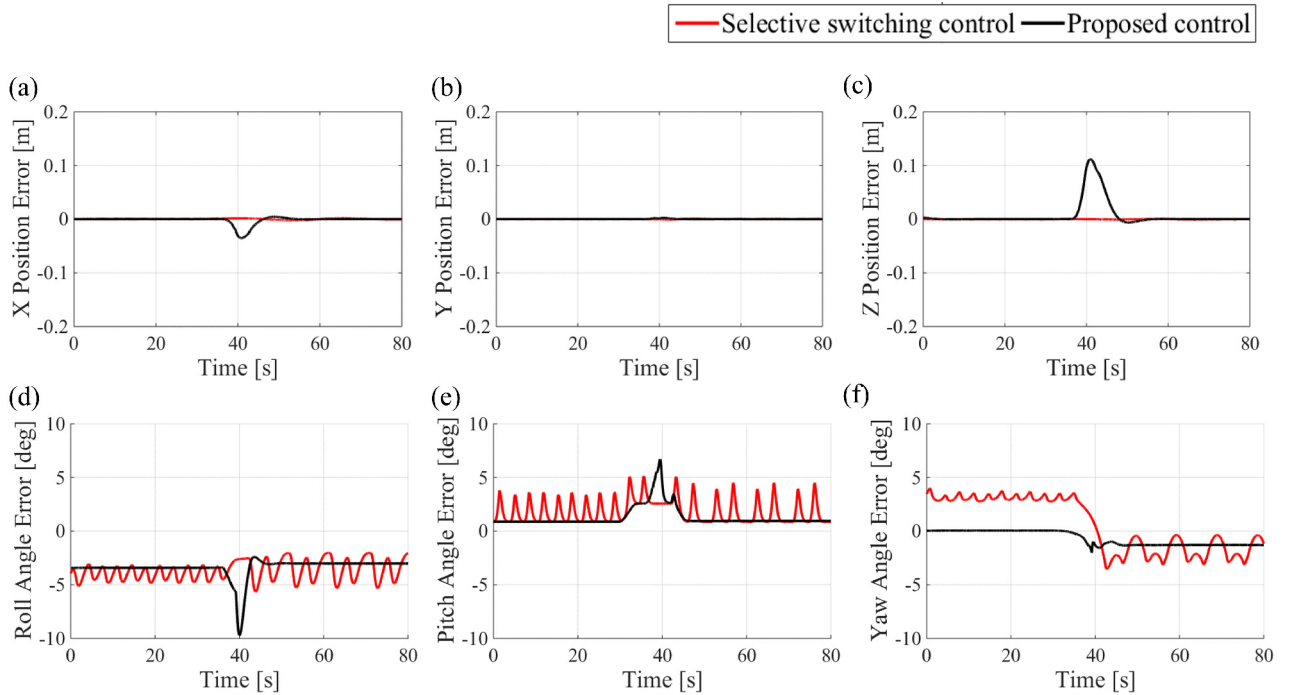 Selective switching control Proposed control
(a) (b) (c)
0.2 0.2 0.2
0.1 0.1 0.1
0 0 0
-0.1 -0.1 -0.1
-0.2 -0.2 -0.2
X Position Error [m] Y Position Error [m] Z Position Error [m]
0 20 40 60 80 0 20 40 60 80 0 20 40 60 80
Time [s] Time [s] Time [s]
(d) (e) (f)
10 10 10
5 5 5
0 0 0
-5 -5 -5
-10 -10 -10
Roll Angle Error [deg] Pitch Angle Error [deg] Yaw Angle Error [deg]
0 20 40 60 80 0 20 40 60 80 0 20 40 60 80
Time [s] Time [s] Time [s]